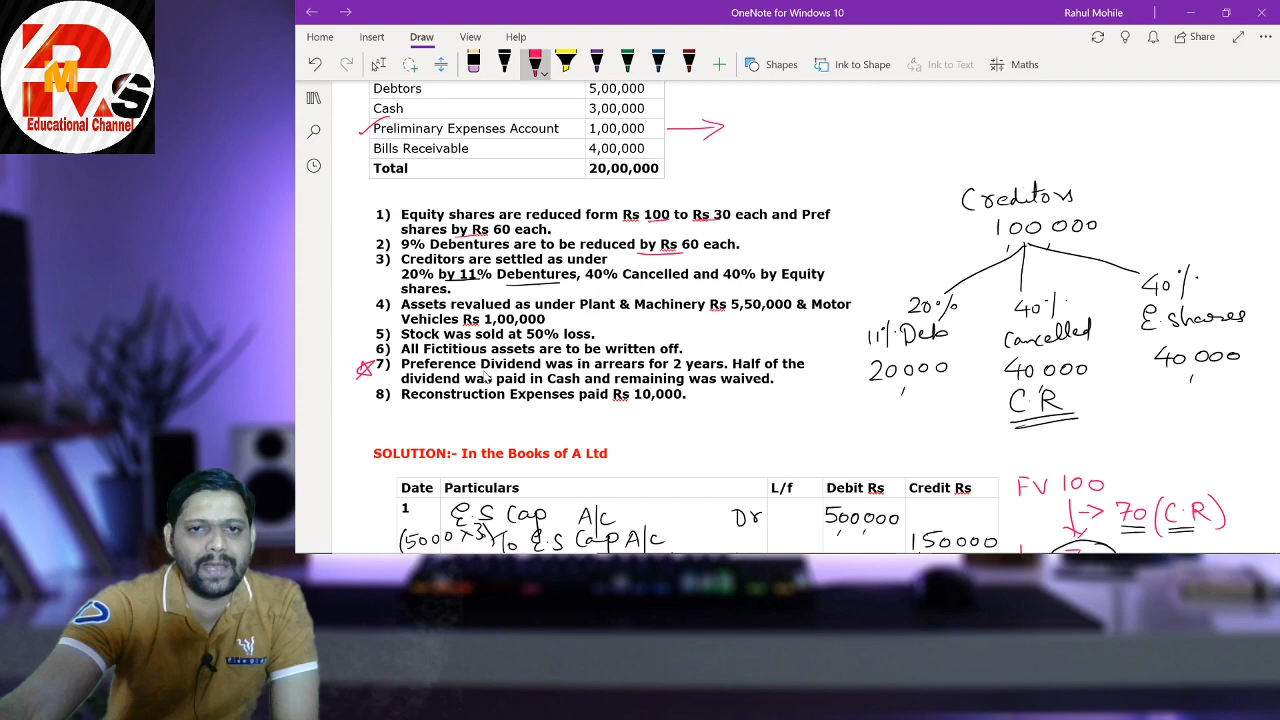 OneNote for Windows 10
Rahul Mohile
Home Insert Draw View Help
Share
Shapes Ink to Shape Ink to Text Maths
R
M S
Educational Channel
Debtors 5,00,000
Cash 3,00,000
Preliminary Expenses Account 1,00,000
Bills Receivable 4,00,000
Total 20,00,000
1) Equity shares are reduced form Rs 100 to Rs 30 each and Pref
shares by Rs 60 each.
2) 9% Debentures are to be reduced by Rs 60 each.
3) Creditors are settled as under
20% by 11% Debentures, 40% Cancelled and 40% by Equity
shares.
4) Assets revalued as under Plant & Machinery Rs 5,50,000 & Motor
Vehicles Rs 1,00,000
5) Stock was sold at 50% loss.
6) All Fictitious assets are to be written off.
7) Preference Dividend was in arrears for 2 years. Half of the
dividend was paid in Cash and remaining was waived.
8) Reconstruction Expenses paid Rs 10,000.
Creditors
100000
20% 40% 40%
11% Deb Cancelled E.shares
20000 40000 40000
C.R
SOLUTION:- In the Books of A Ltd
Date Particulars L/f Debit Rs Credit Rs
1 E.S Cap A/c Dr 500000
To E.S Cap A/c 150000
FV 100
70 (C.R)